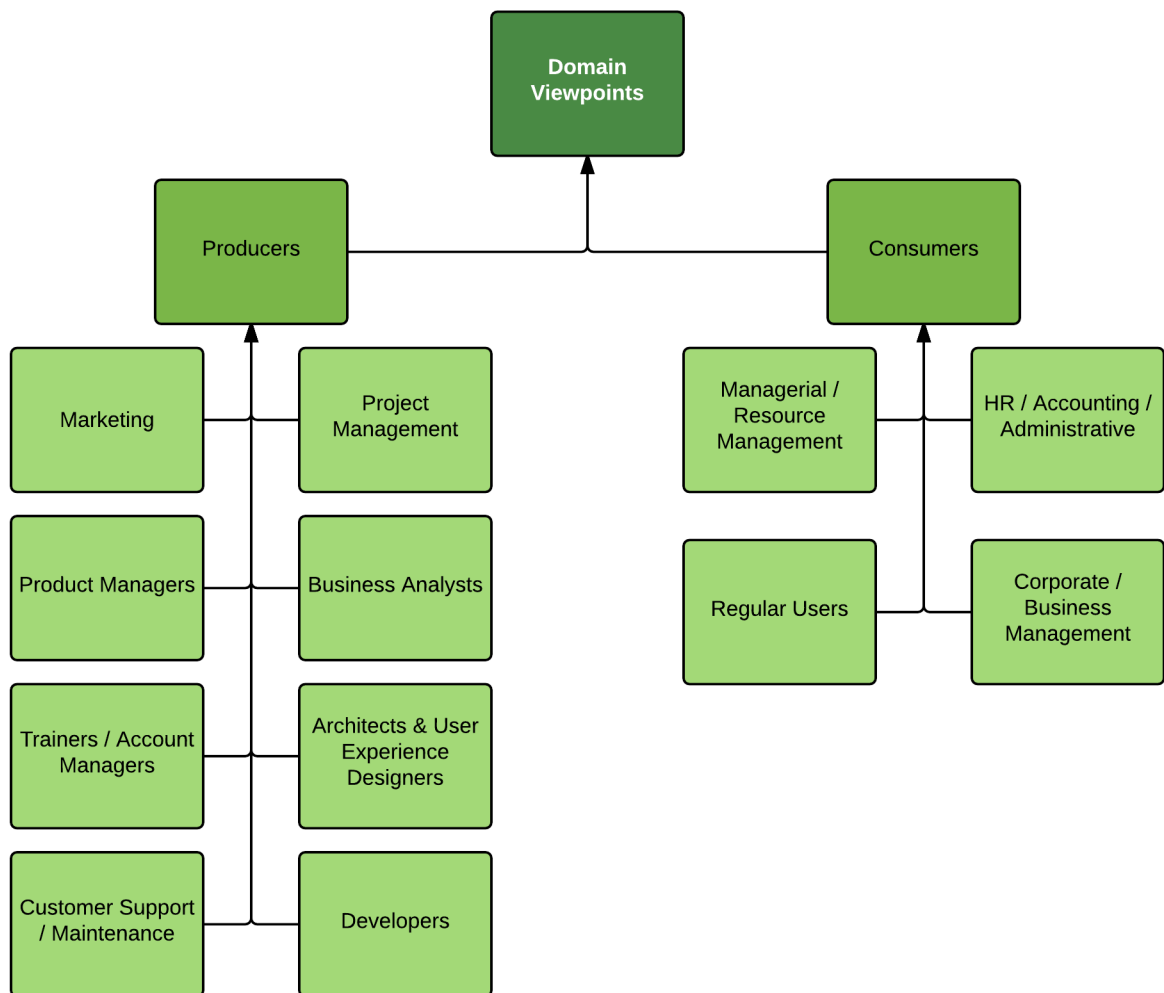 Domain
Viewpoints
Producers
Consumers
Marketing
Project
Management
Managerial /
Resource
Management
HR / Accounting /
Administrative
Product Managers
Business Analysts
Regular Users
Corporate /
Business
Management
Trainers / Account
Managers
Architects & User
Experience
Designers
Customer Support
/ Maintenance
Developers